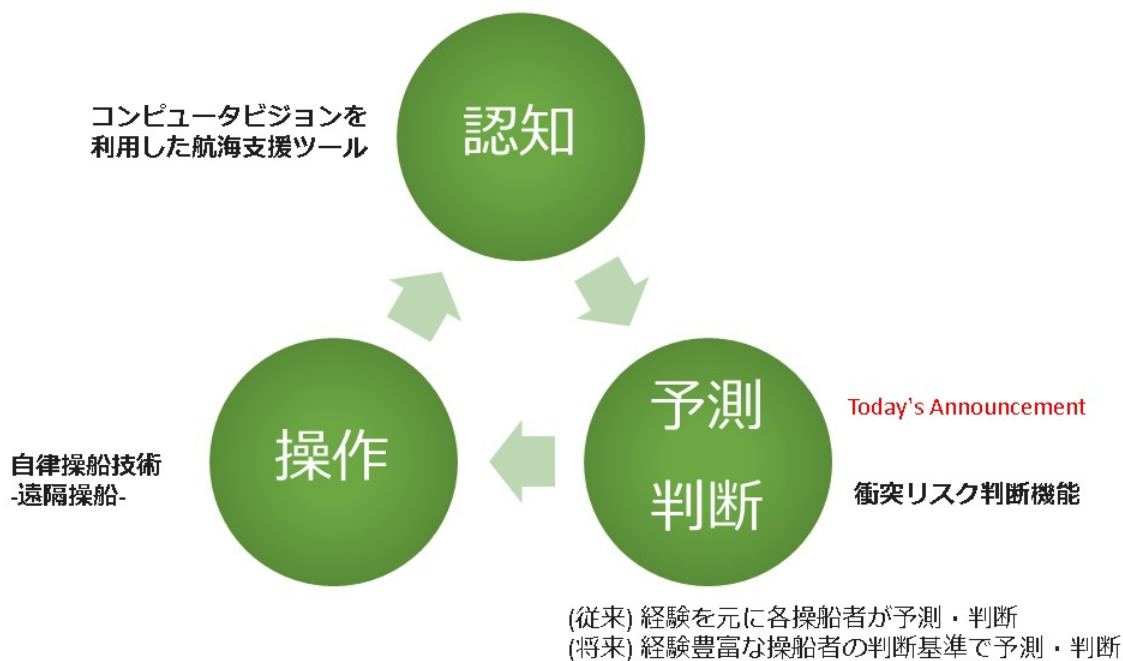 コンピュータビジョンを
利用した航海支援ツール
認知
予測
判断
Today's Announcement
衝突リスク判断機能
操作
自律操船技術
-遠隔操船-
(従来) 経験を元に各操船者が予測・判断
(将来) 経験豊富な操船者の判断基準で予測・判断